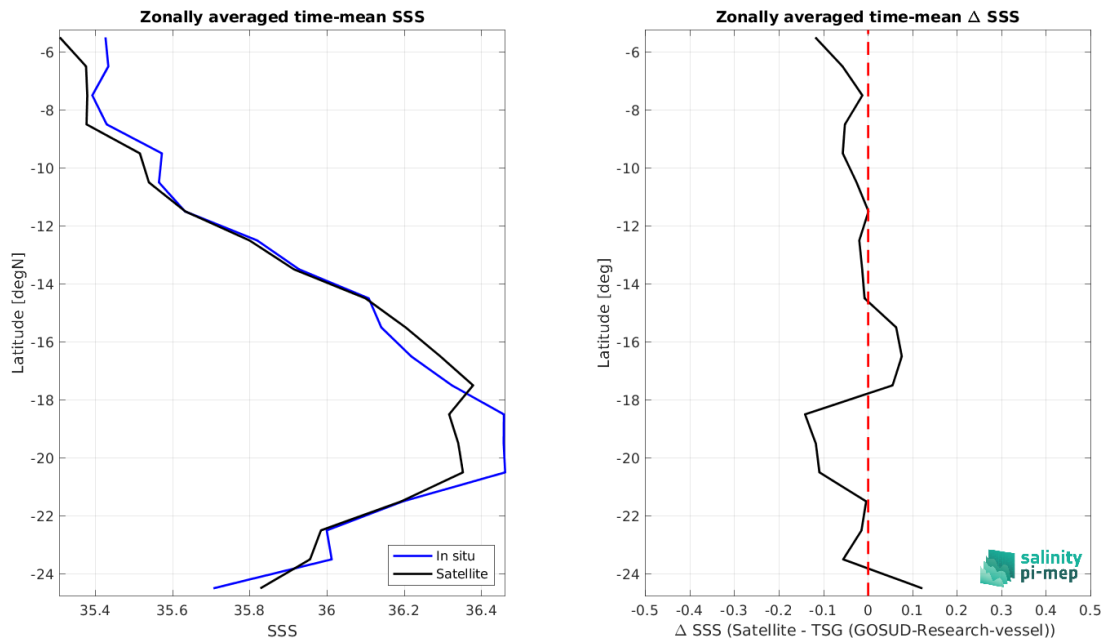 Zonally averaged time-mean SSS
-6
-8
-10
-12
-14
-16
-18
-20
-22
-24
Latitude [degN]
35.4 35.6 35.8 36 36.2 36.4
SSS
In situ
Satellite
Zonally averaged time-mean Δ SSS
-6
-8
-10
-12
-14
-16
-18
-20
-22
-24
Latitude [deg]
-0.5 -0.4 -0.3 -0.2 -0.1 0 0.1 0.2 0.3 0.4 0.5
Δ SSS (Satellite - TSG (GOSUD-Research-vessel))
salinity
pi-mep